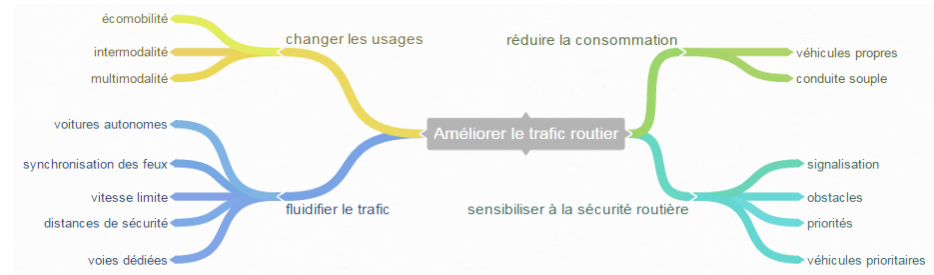 Améliorer le trafic routier
changer les usages
écomobilité
intermodalité
multimodalité
fluidifier le trafic
voitures autonomes
synchronisation des feux
vitesse limite
distances de sécurité
voies dédiées
réduire la consommation
véhicules propres
conduite souple
sensibiliser à la sécurité routière
signalisation
obstacles
priorités
véhicules prioritaires